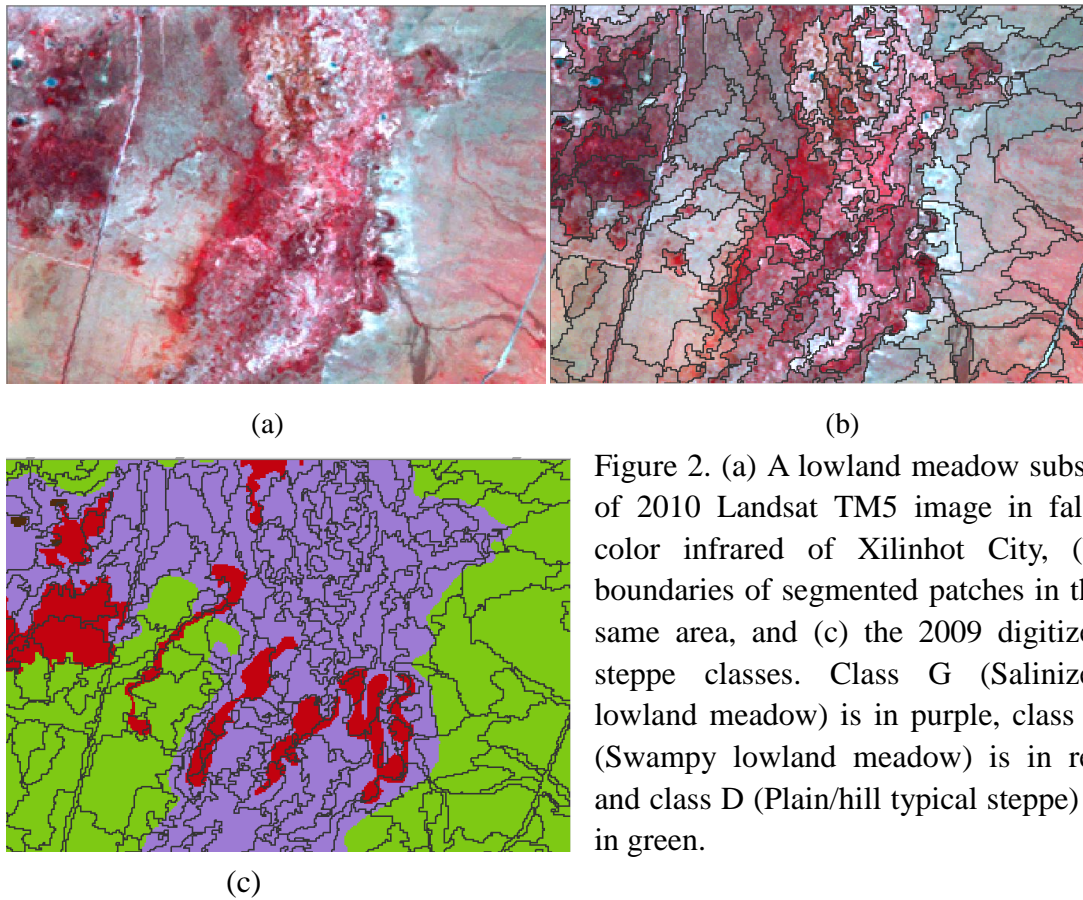 (a)
(b)
Figure 2. (a) A lowland meadow subs
of 2010 Landsat TM5 image in fal
color infrared of Xilinhot City, (
boundaries of segmented patches in th
same area, and (c) the 2009 digitize
steppe classes. Class G (Salinize
lowland meadow) is in purple, class
(Swampy lowland meadow) is in re
and class D (Plain/hill typical steppe)
in green.
(c)